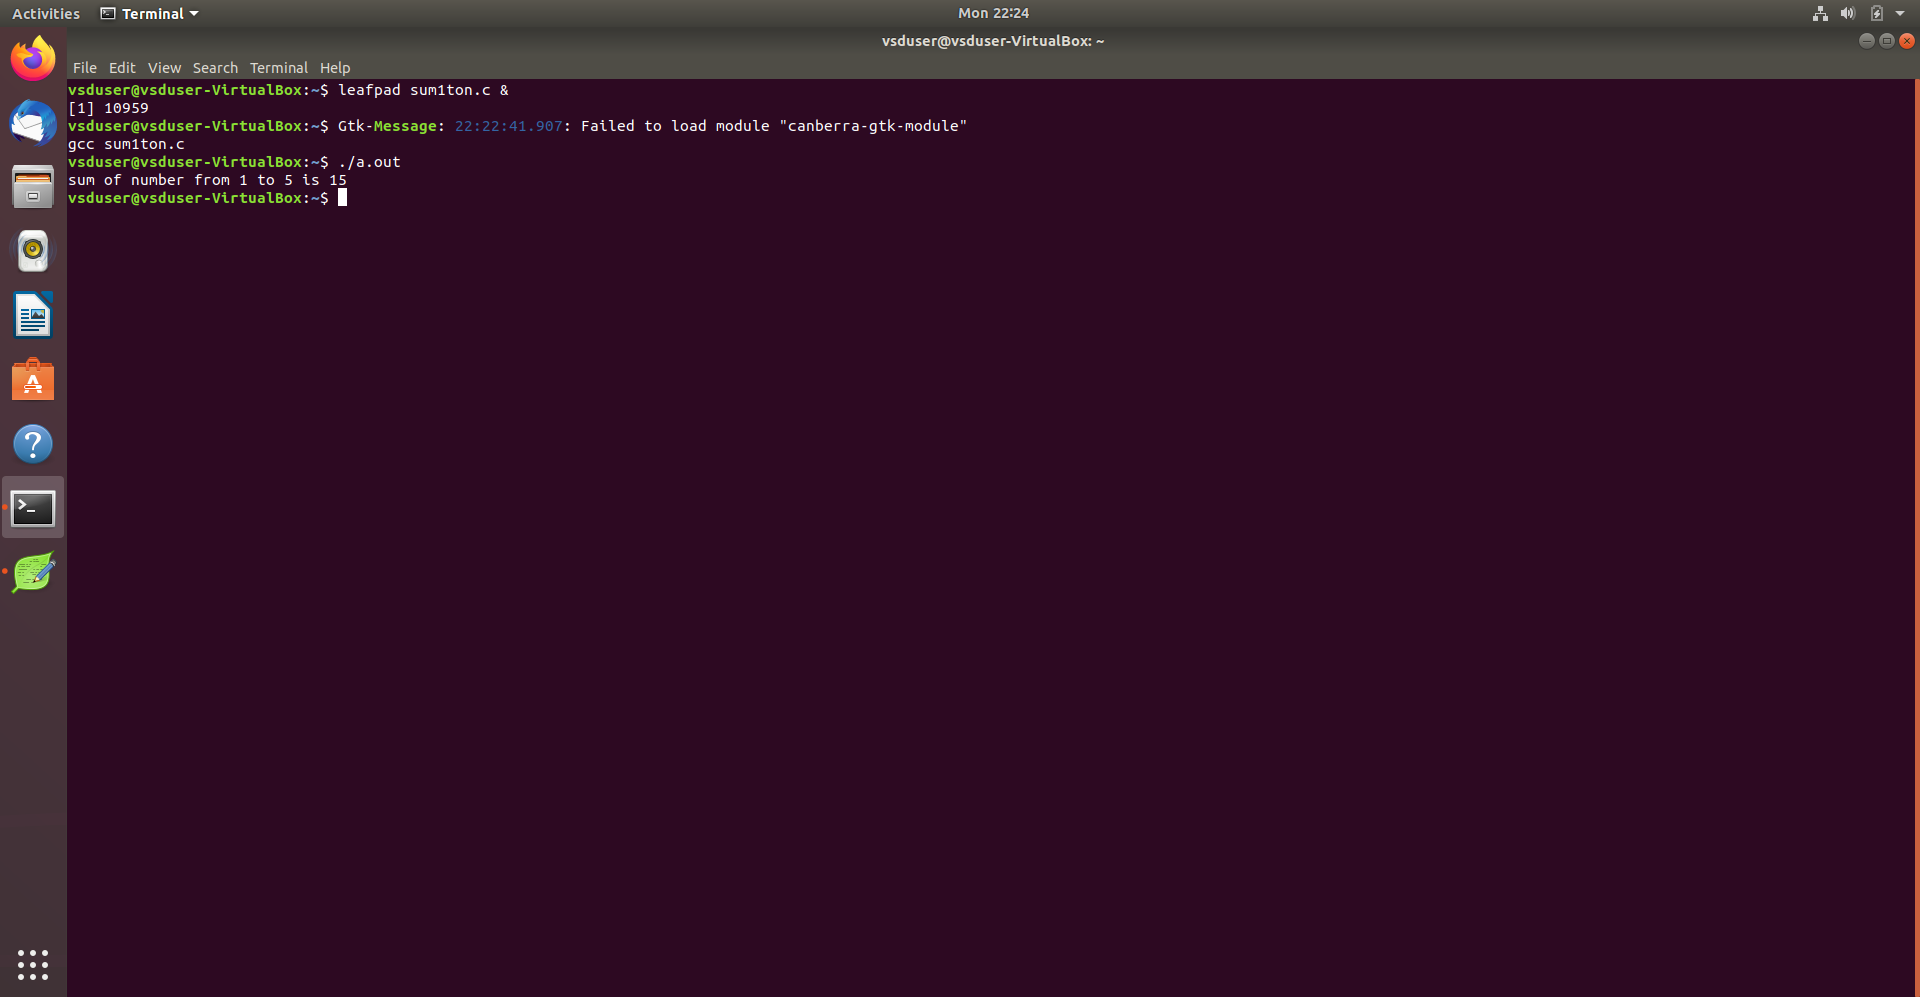 Activities Terminal Mon 22:24
vsduser@vsduser-VirtualBox: ~
File Edit View Search Terminal Help
vsduser@vsduser-VirtualBox:~$ leafpad sum1ton.c &
[1] 10959
vsduser@vsduser-VirtualBox:~$ Gtk-Message: 22:22:41.907: Failed to load module "canberra-gtk-module"
gcc sum1ton.c
vsduser@vsduser-VirtualBox:~$ ./a.out
sum of number from 1 to 5 is 15
vsduser@vsduser-VirtualBox:~$